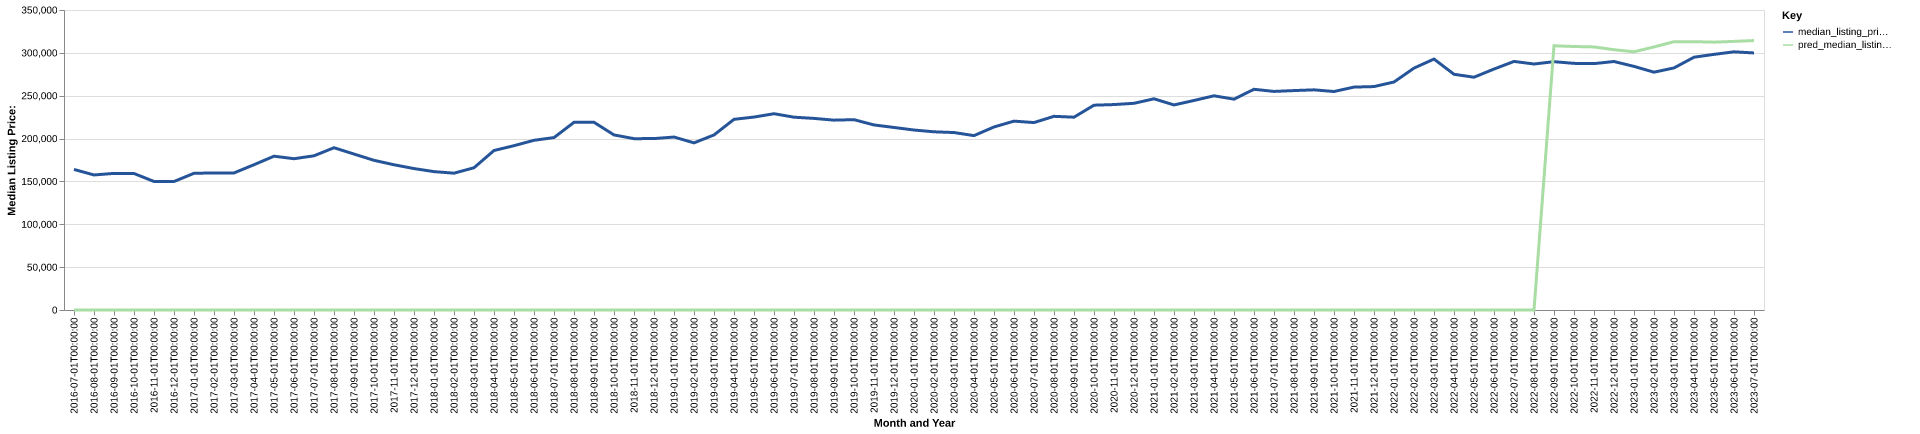 350,000
300,000
250,000
200,000
150,000
100,000
50,000
0
Median Listing Price:
2016-07-01T00:00:00
2016-08-01T00:00:00
2016-09-01T00:00:00
2016-10-01T00:00:00
2016-11-01T00:00:00
2016-12-01T00:00:00
2017-01-01T00:00:00
2017-02-01T00:00:00
2017-03-01T00:00:00
2017-04-01T00:00:00
2017-05-01T00:00:00
2017-06-01T00:00:00
2017-07-01T00:00:00
2017-08-01T00:00:00
2017-09-01T00:00:00
2017-10-01T00:00:00
2017-11-01T00:00:00
2017-12-01T00:00:00
2018-01-01T00:00:00
2018-02-01T00:00:00
2018-03-01T00:00:00
2018-04-01T00:00:00
2018-05-01T00:00:00
2018-06-01T00:00:00
2018-07-01T00:00:00
2018-08-01T00:00:00
2018-09-01T00:00:00
2018-10-01T00:00:00
2018-11-01T00:00:00
2018-12-01T00:00:00
2019-01-01T00:00:00
2019-02-01T00:00:00
2019-03-01T00:00:00
2019-04-01T00:00:00
2019-05-01T00:00:00
2019-06-01T00:00:00
2019-07-01T00:00:00
2019-08-01T00:00:00
2019-09-01T00:00:00
2019-10-01T00:00:00
2019-11-01T00:00:00
2019-12-01T00:00:00
2020-01-01T00:00:00
2020-02-01T00:00:00
2020-03-01T00:00:00
2020-04-01T00:00:00
2020-05-01T00:00:00
2020-06-01T00:00:00
2020-07-01T00:00:00
2020-08-01T00:00:00
2020-09-01T00:00:00
2020-10-01T00:00:00
2020-11-01T00:00:00
2020-12-01T00:00:00
2021-01-01T00:00:00
2021-02-01T00:00:00
2021-03-01T00:00:00
2021-04-01T00:00:00
2021-05-01T00:00:00
2021-06-01T00:00:00
2021-07-01T00:00:00
2021-08-01T00:00:00
2021-09-01T00:00:00
2021-10-01T00:00:00
2021-11-01T00:00:00
2021-12-01T00:00:00
2022-01-01T00:00:00
2022-02-01T00:00:00
2022-03-01T00:00:00
2022-04-01T00:00:00
2022-05-01T00:00:00
2022-06-01T00:00:00
2022-07-01T00:00:00
2022-08-01T00:00:00
2022-09-01T00:00:00
2022-10-01T00:00:00
2022-11-01T00:00:00
2022-12-01T00:00:00
2023-01-01T00:00:00
2023-02-01T00:00:00
2023-03-01T00:00:00
2023-04-01T00:00:00
2023-05-01T00:00:00
2023-06-01T00:00:00
2023-07-01T00:00:00
Month and Year
Key
median_listing_pri…
pred_median_listin…